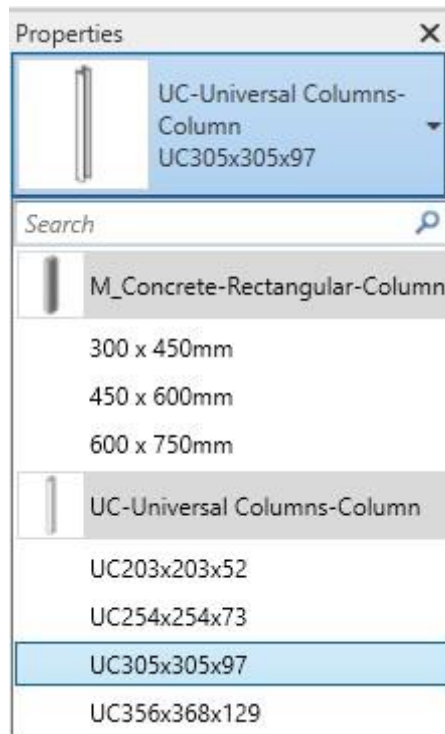 Properties
UC-Universal Columns-
Column
UC305x305x97
Search
M_Concrete-Rectangular-Column
300 x 450mm
450 x 600mm
600 x 750mm
UC-Universal Columns-Column
UC203x203x52
UC254x254x73
UC305x305x97
UC356x368x129